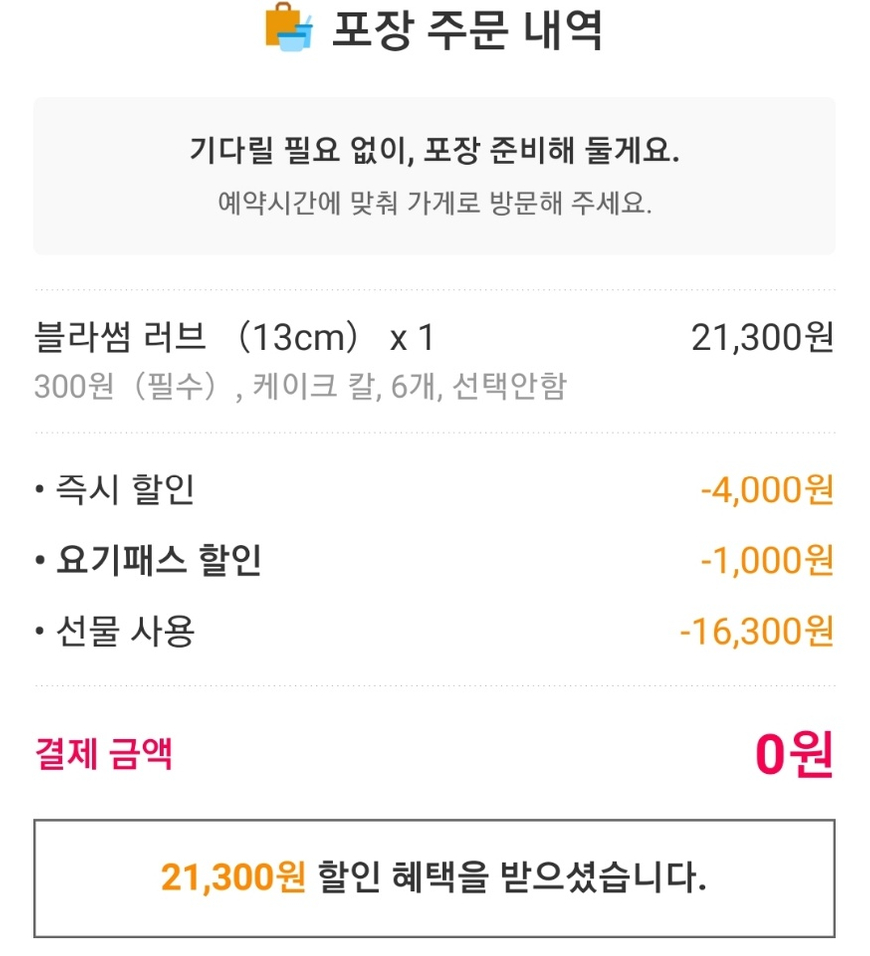 포장 주문 내역
기다릴 필요 없이, 포장 준비해 둘게요.
예약시간에 맞춰 가게로 방문해 주세요.
블라썸 러브 （13cm） x 1 21,300원
300원（필수）, 케이크 칼, 6개, 선택안함
• 즉시 할인 -4,000원
• 요기패스 할인 -1,000원
• 선물 사용 -16,300원
결제 금액 0원
21,300원 할인 혜택을 받으셨습니다.